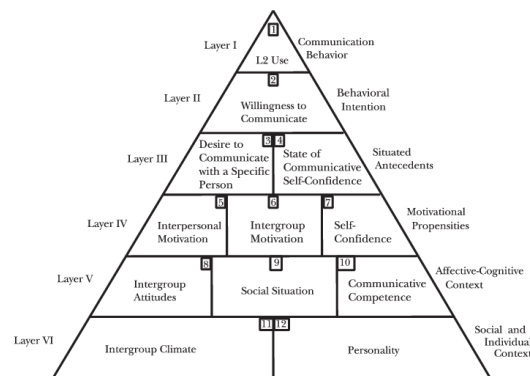 1
Layer I
L2 Use
Communication
Behavior
2
Layer II
Willingness to
Communicate
Behavioral
Intention
3
4
Layer III
Desire to
Communicate
with a Specific
Person
State of
Communicative
Self-Confidence
Situated
Antecedents
5
6
7
Layer IV
Interpersonal
Motivation
Intergroup
Motivation
Self-
Confidence
Motivational
Propensities
8
9
10
Layer V
Intergroup
Attitudes
Social Situation
Communicative
Competence
Affective-Cognitive
Context
11
12
Layer VI
Intergroup Climate
Personality
Social and
Individual
Context